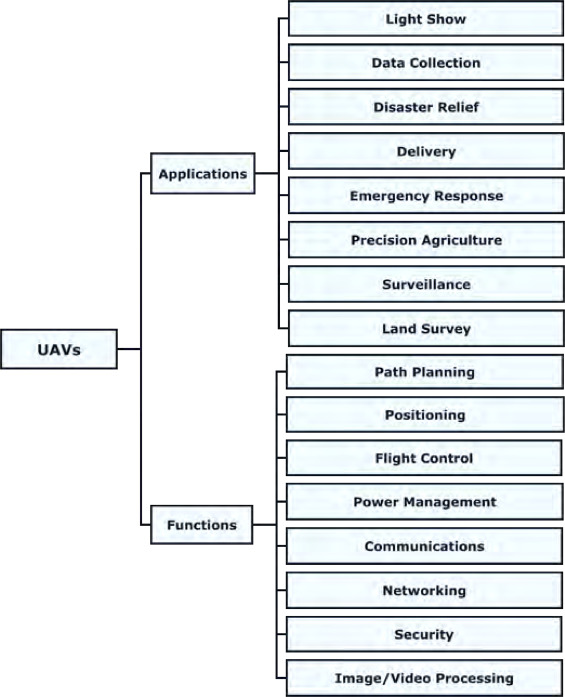 UAVs
Applications
Light Show
Data Collection
Disaster Relief
Delivery
Emergency Response
Precision Agriculture
Surveillance
Land Survey
Functions
Path Planning
Positioning
Flight Control
Power Management
Communications
Networking
Security
Image/Video Processing